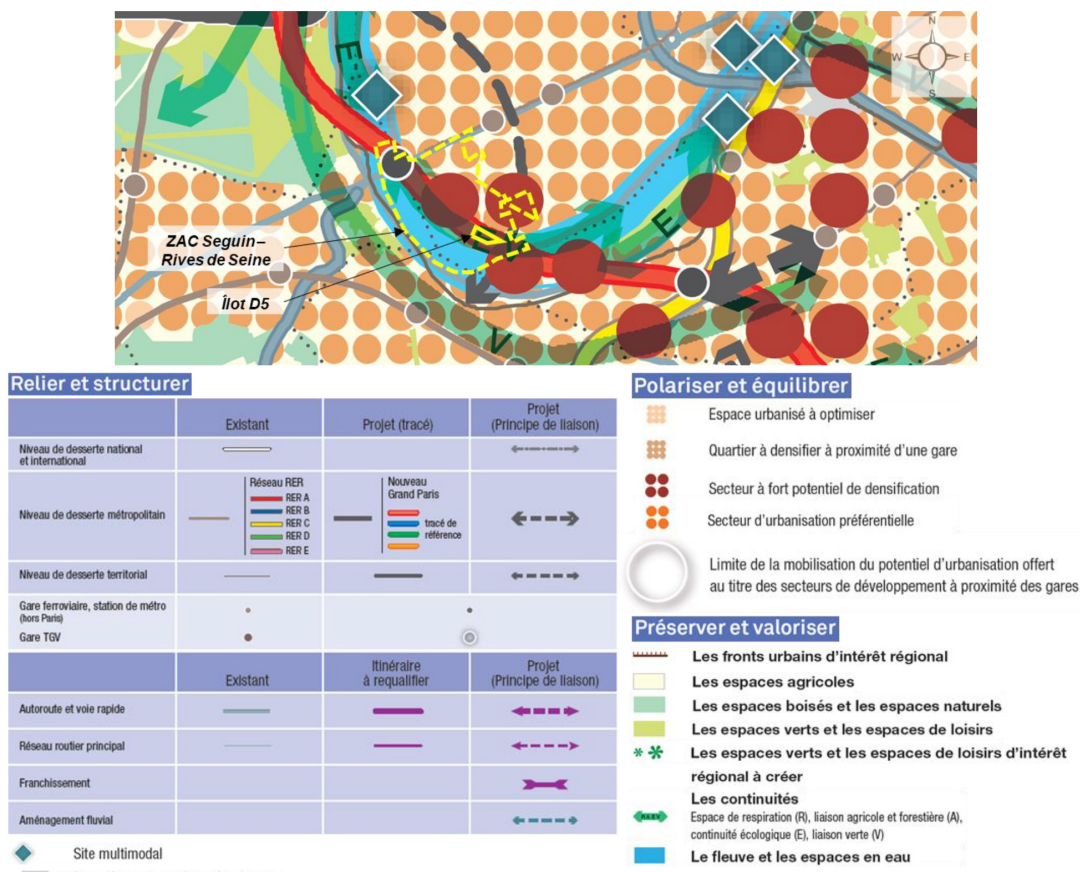 N
W
E
S
E
E
V
V
ZAC Seguin–
Rives de Seine
Îlot D5
Relier et structurer
Existant
Projet (tracé)
Projet
(Principe de liaison)
Niveau de desserte national
et international
Niveau de desserte métropolitain
Réseau RER
RER A
RER B
RER C
RER D
RER E
Nouveau
Grand Paris
tracé de
référence
Niveau de desserte territorial
Gare ferroviaire, station de métro
(hors Paris)
Gare TGV
Existant
Itinéraire
à requalifier
Projet
(Principe de liaison)
Autoroute et voie rapide
Réseau routier principal
Franchissement
Aménagement fluvial
Site multimodal
Polariser et équilibrer
Espace urbanisé à optimiser
Quartier à densifier à proximité d'une gare
Secteur à fort potentiel de densification
Secteur d'urbanisation préférentielle
Limite de la mobilisation du potentiel d'urbanisation offert
au titre des secteurs de développement à proximité des gares
Préserver et valoriser
Les fronts urbains d'intérêt régional
Les espaces agricoles
Les espaces boisés et les espaces naturels
Les espaces verts et les espaces de loisirs
Les espaces verts et les espaces de loisirs d'intérêt
régional à créer
Les continuités
Espace de respiration (R), liaison agricole et forestière (A),
continuité écologique (E), liaison verte (V)
Le fleuve et les espaces en eau